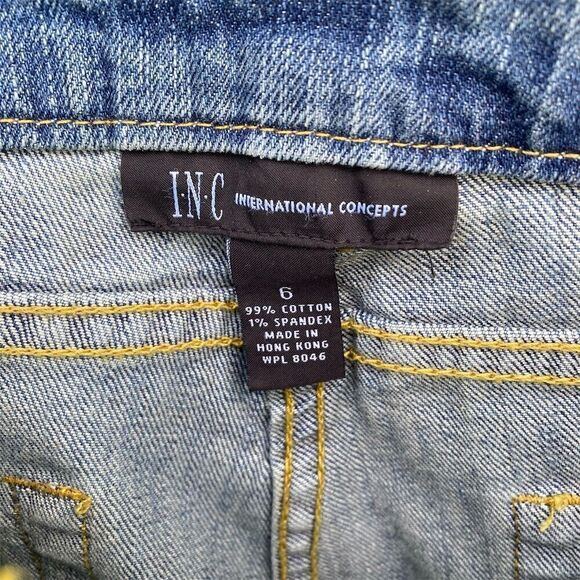 I·N·C INTERNATIONAL CONCEPTS
6
99% COTTON
1% SPANDEX
MADE IN
HONG KONG
WPL 8046